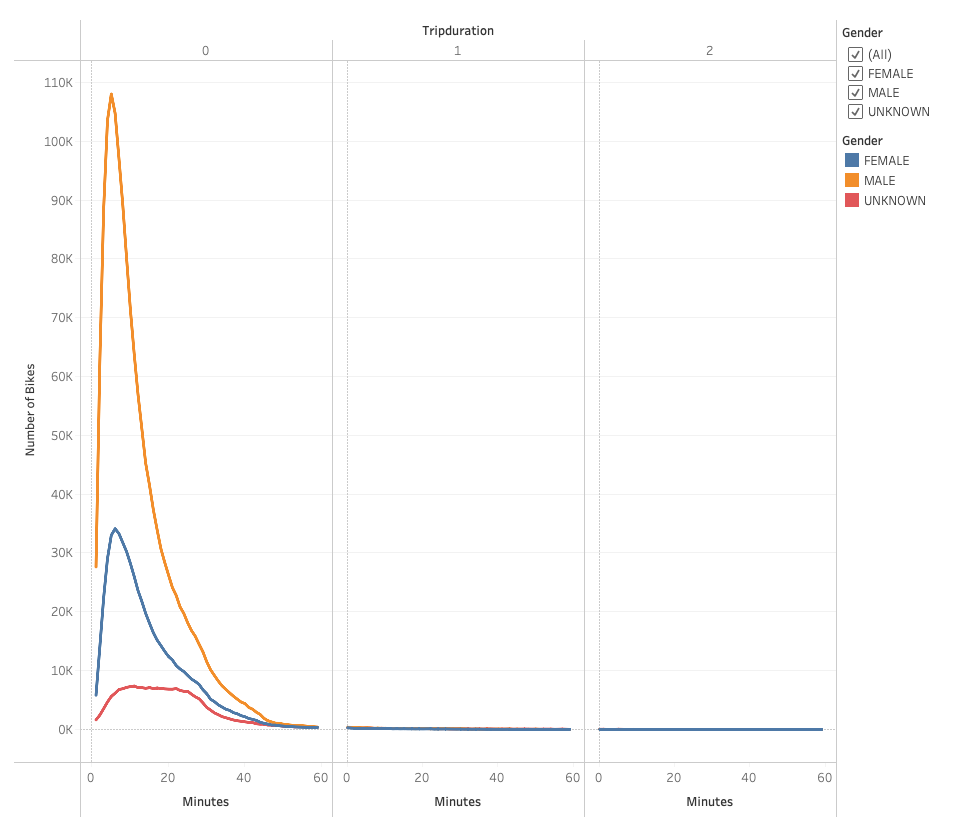 Tripduration
0 1 2
110K
100K
90K
80K
70K
60K
50K
40K
30K
20K
10K
0K
Number of Bikes
0 20 40 60 0 20 40 60 0 20 40 60
Minutes Minutes Minutes
Gender
(All)
FEMALE
MALE
UNKNOWN
Gender
FEMALE
MALE
UNKNOWN